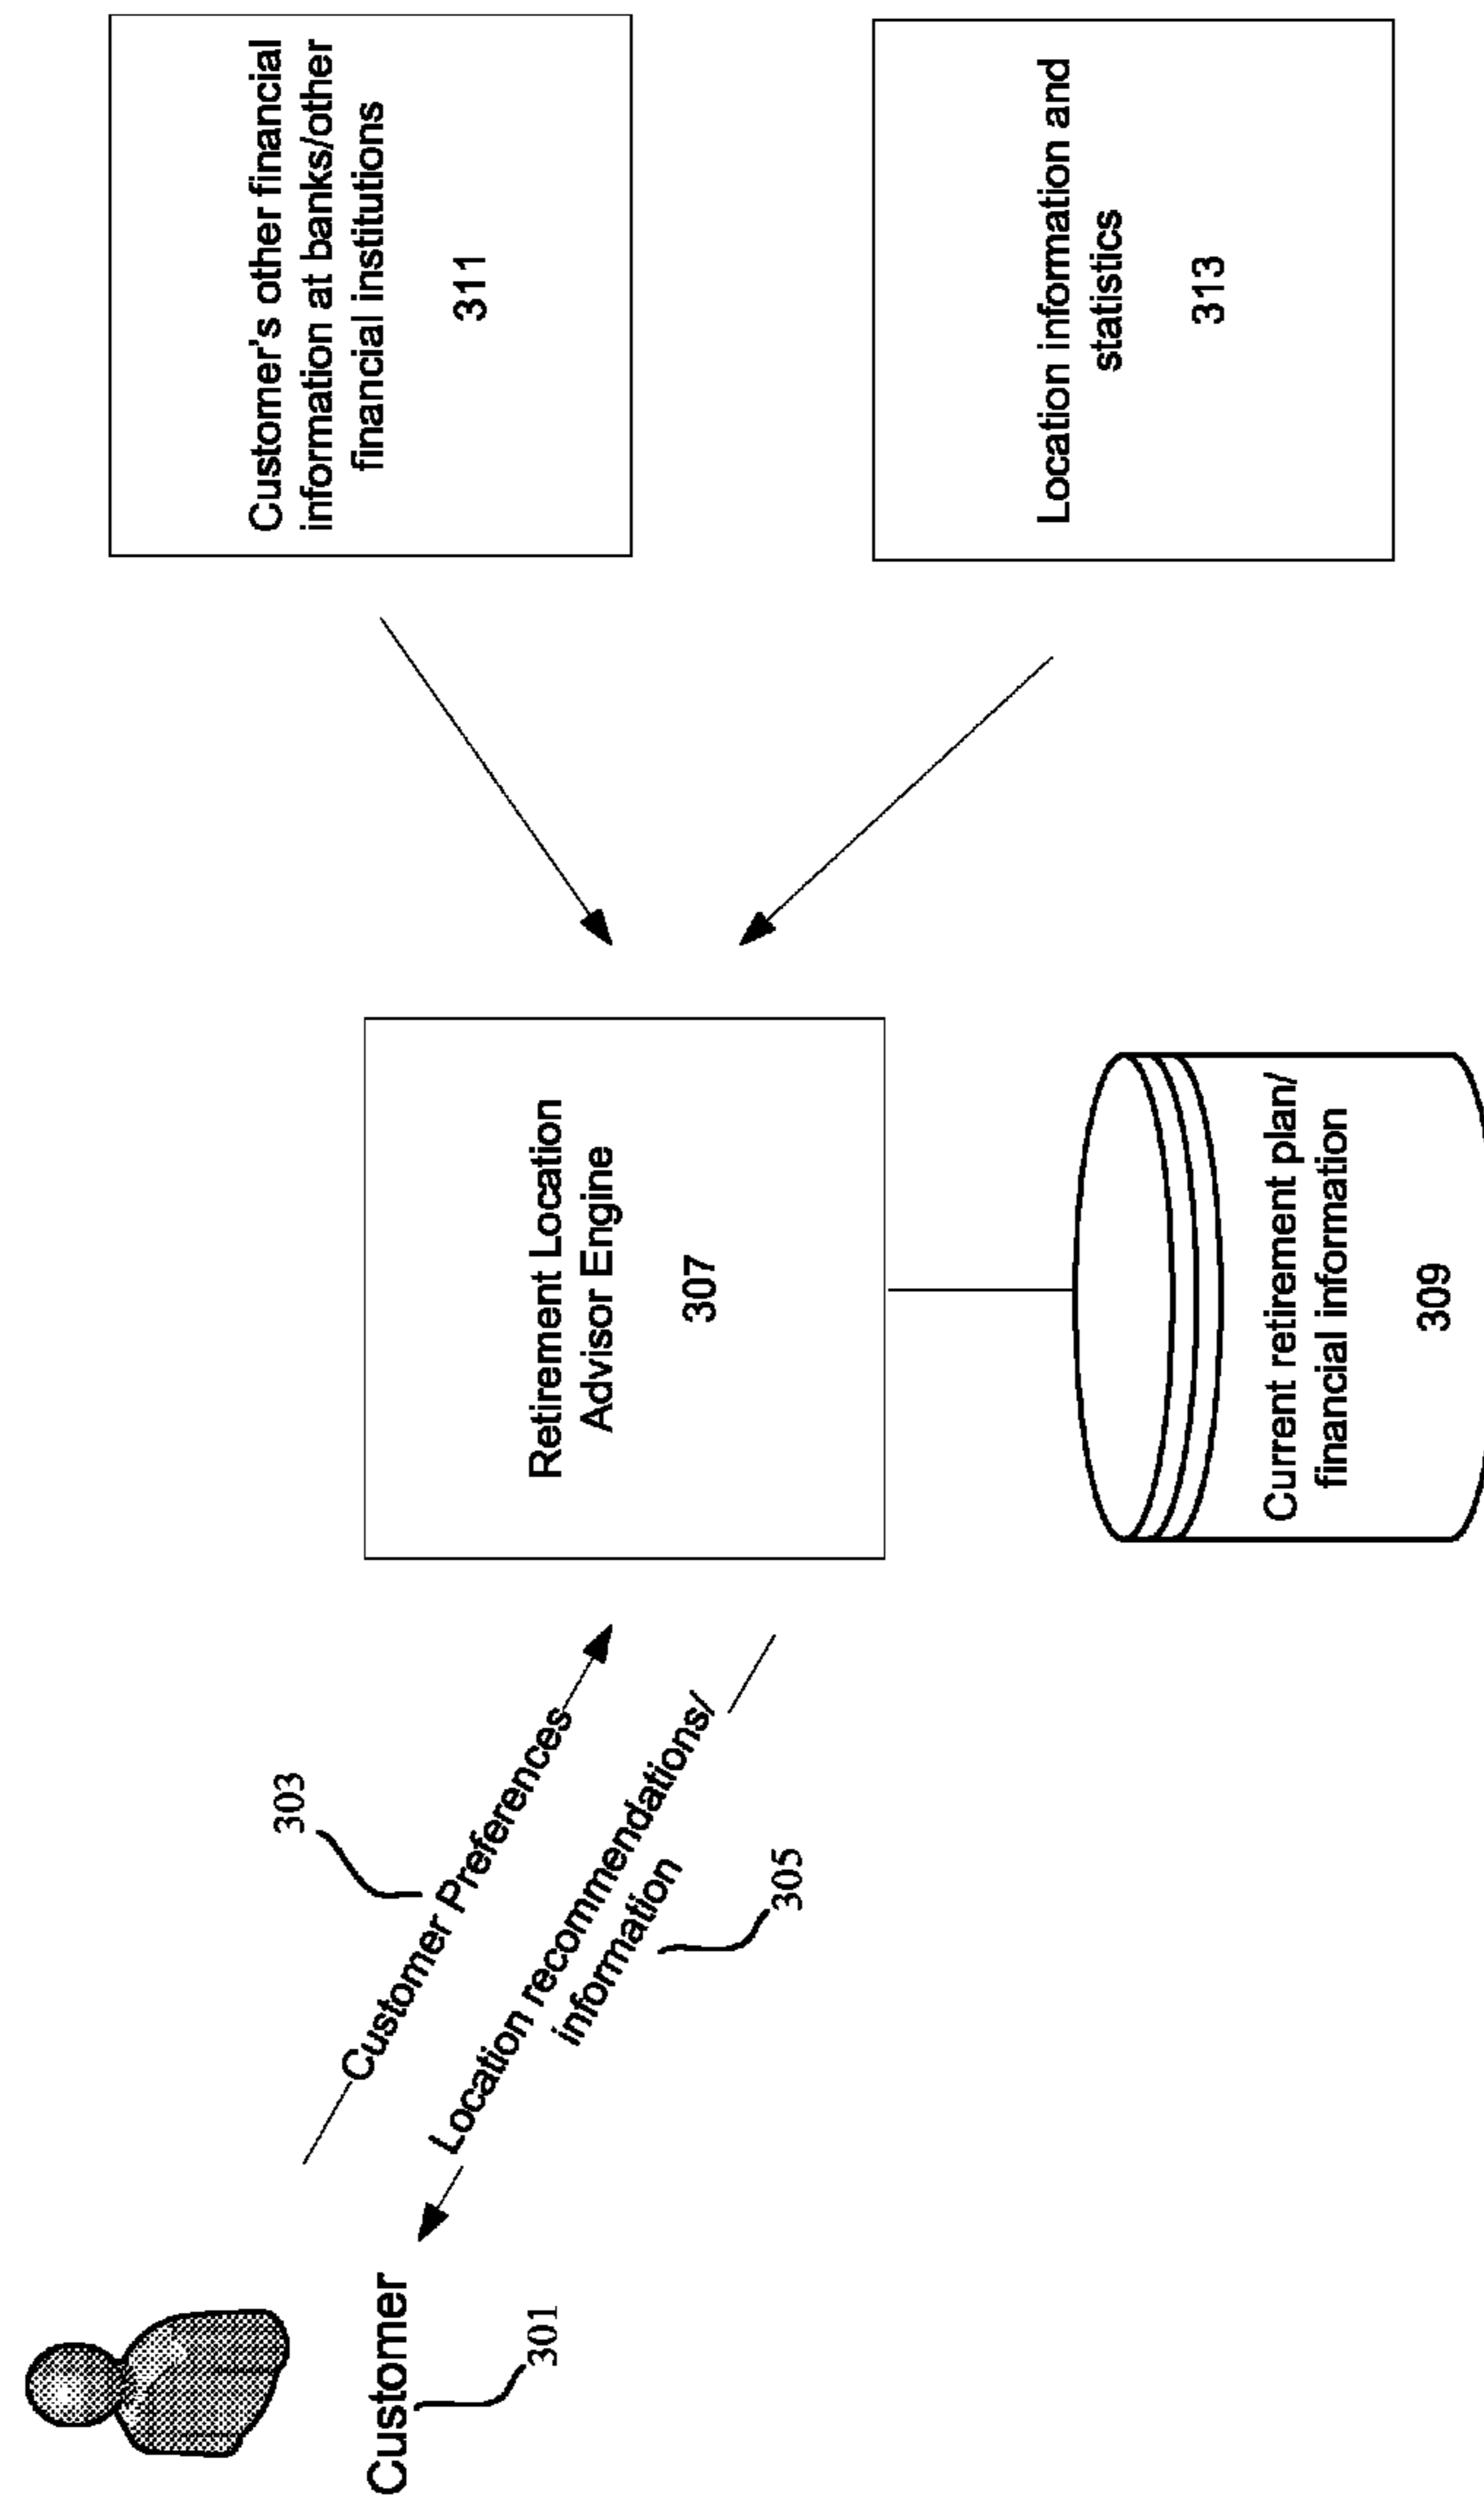 Customer
301
303
Customer Preferences
Location recommendations/
information
305
Retirement Location
Advisor Engine
307
Current retirement plan/
financial information
309
Customer's other financial
information at banks/other
financial institutions
311
Location information and
statistics
313